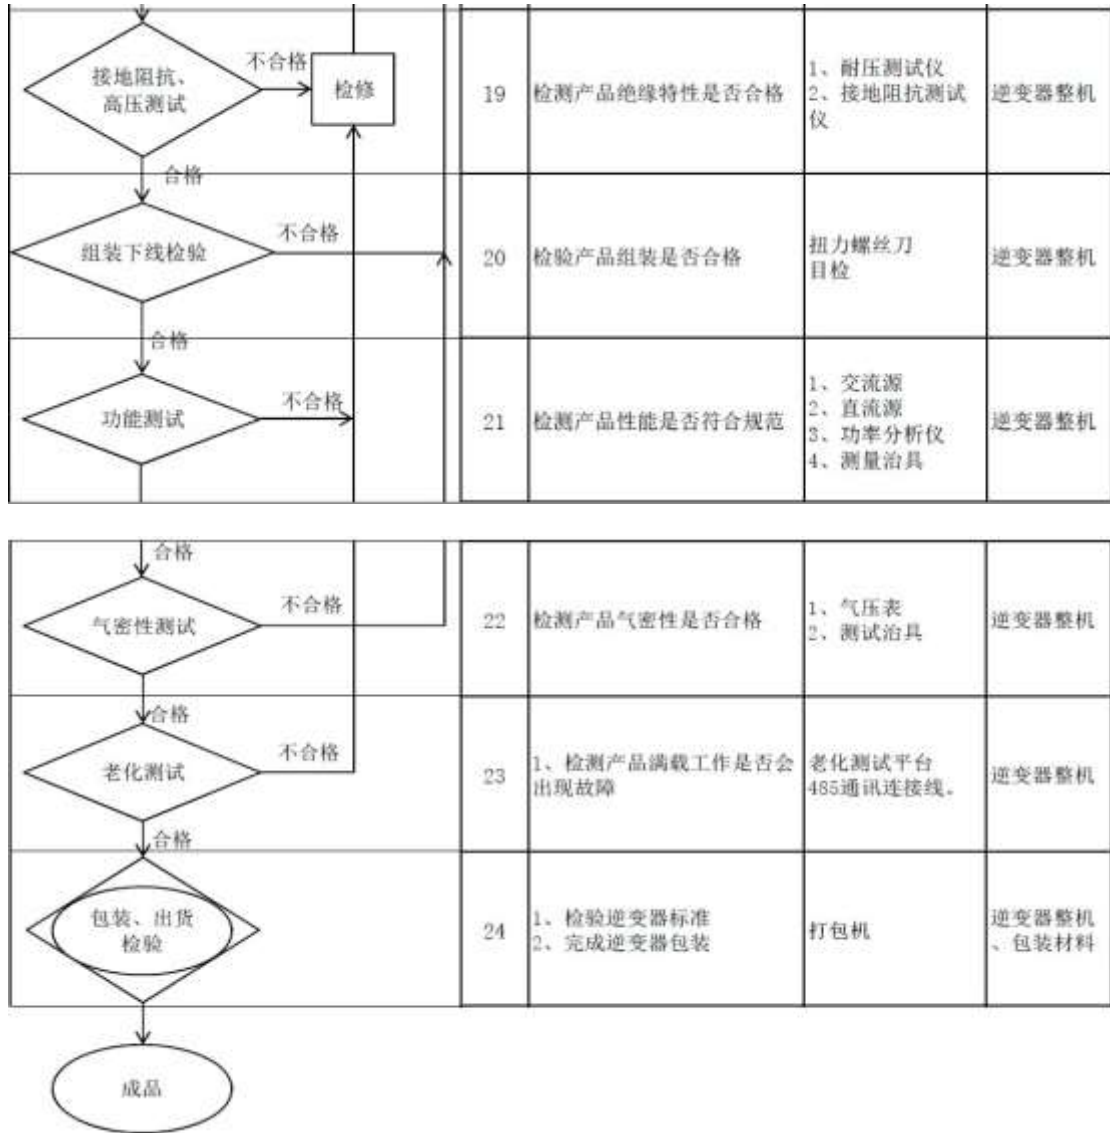 接地阻抗、
高压测试
不合格
检修
19
检测产品绝缘特性是否合格
1、耐压测试仪
2、接地阻抗测试
仪
逆变器整机
合格
组装下线检验
不合格
20
检验产品组装是否合格
扭力螺丝刀
目检
逆变器整机
合格
功能测试
不合格
21
检测产品性能是否符合规范
1、交流源
2、直流源
3、功率分析仪
4、测量治具
逆变器整机
合格
气密性测试
不合格
22
检测产品气密性是否合格
1、气压表
2、测试治具
逆变器整机
合格
老化测试
不合格
23
1、检测产品满载工作是否会
出现故障
老化测试平台
485通讯连接线。
逆变器整机
合格
包装、出货
检验
24
1、检验逆变器标准
2、完成逆变器包装
打包机
逆变器整机
、包装材料
成品